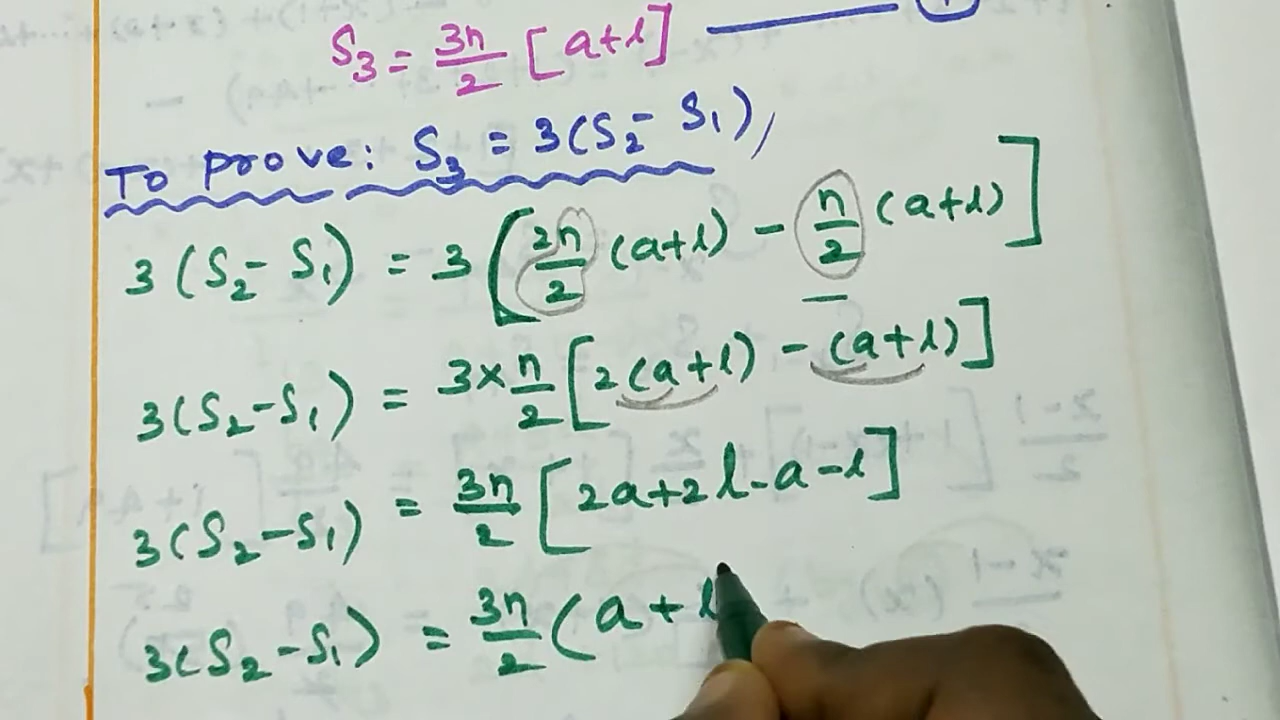 S₃ = 3n/2 [a+l]
To prove: S₃ = 3(S₂ - S₁),
3(S₂ - S₁) = 3(2n/2 (a+l) - n/2 (a+l)]
3(S₂ - S₁) = 3×n/2 [2(a+l) - (a+l)]
3(S₂ - S₁) = 3n/2 [2a+2l-a-l]
3(S₂ - S₁) = 3n/2 (a+l